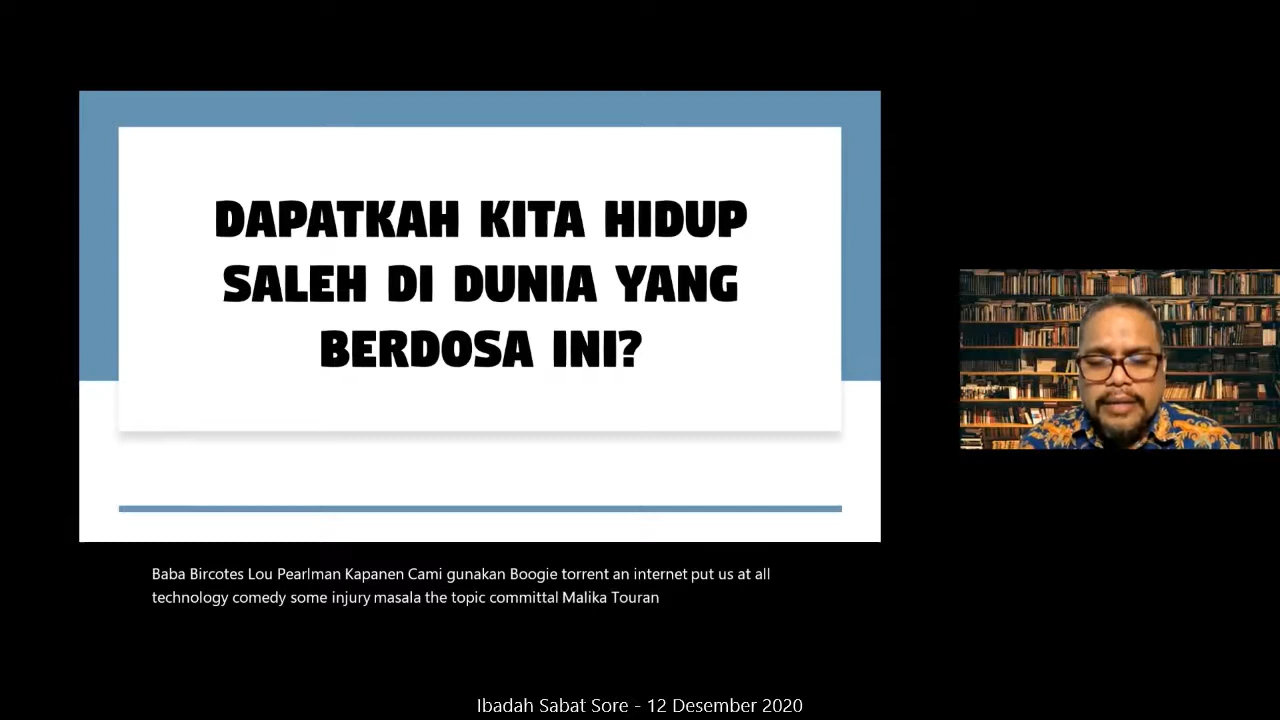 DAPATKAH KITA HIDUP
SALEH DI DUNIA YANG
BERDOSA INI?
Baba Bircotes Lou Pearlman Kapanen Cami gunakan Boogie torrent an internet put us at all
technology comedy some injury masala the topic committal Malika Touran
Ibadah Sabat Sore - 12 Desember 2020